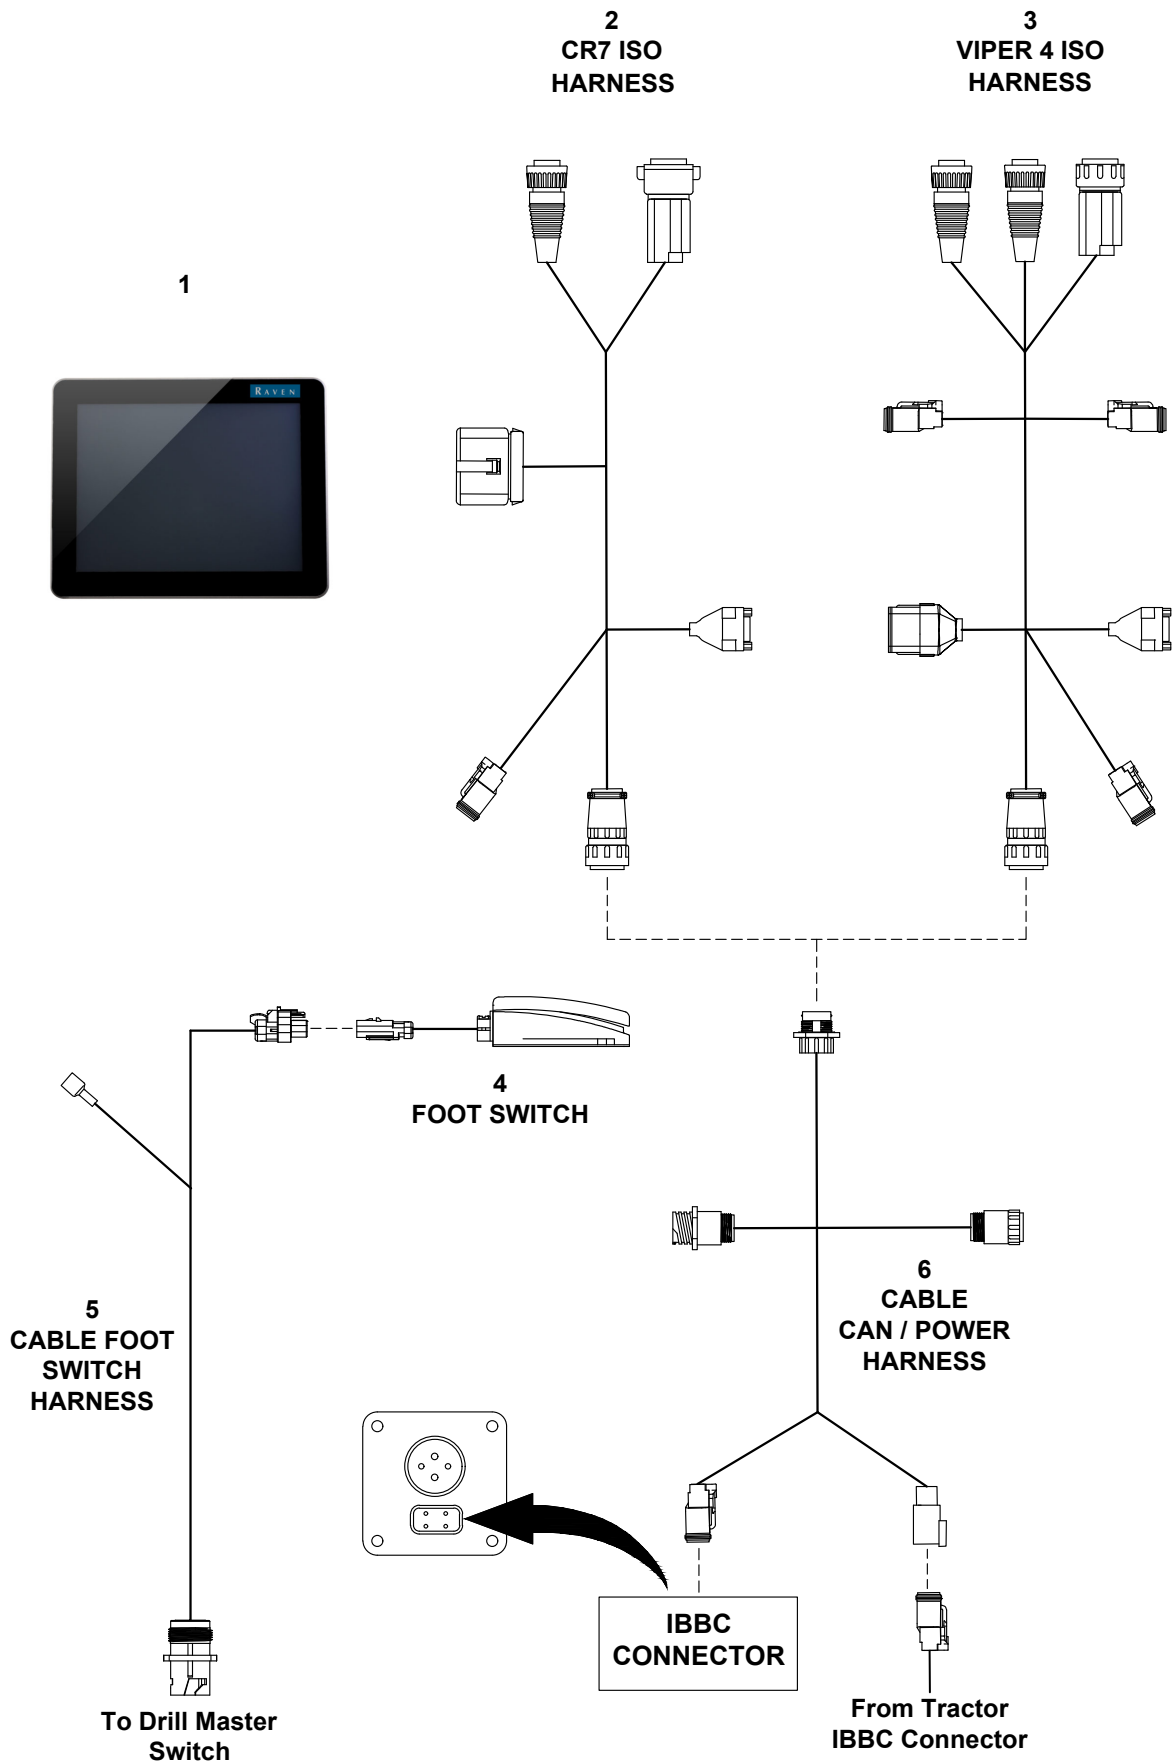 2
CR7 ISO
HARNESS
3
VIPER 4 ISO
HARNESS
1
RAVEN
4
FOOT SWITCH
5
CABLE FOOT
SWITCH
HARNESS
6
CABLE
CAN / POWER
HARNESS
IBBC
CONNECTOR
To Drill Master
Switch
From Tractor
IBBC Connector